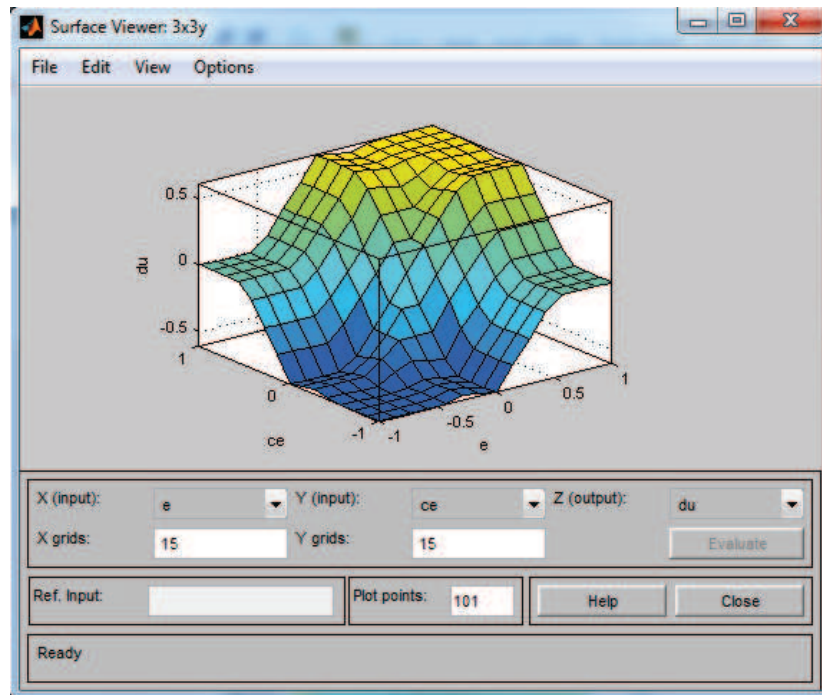 Surface Viewer: 3x3y
File Edit View Options
0.5
0
-0.5
du
1
0
-1
ce
-1
-0.5
0
0.5
1
e
X (input): e Y (input): ce Z (output): du
X grids: 15 Y grids: 15 Evaluate
Ref. Input: Plot points: 101 Help Close
Ready